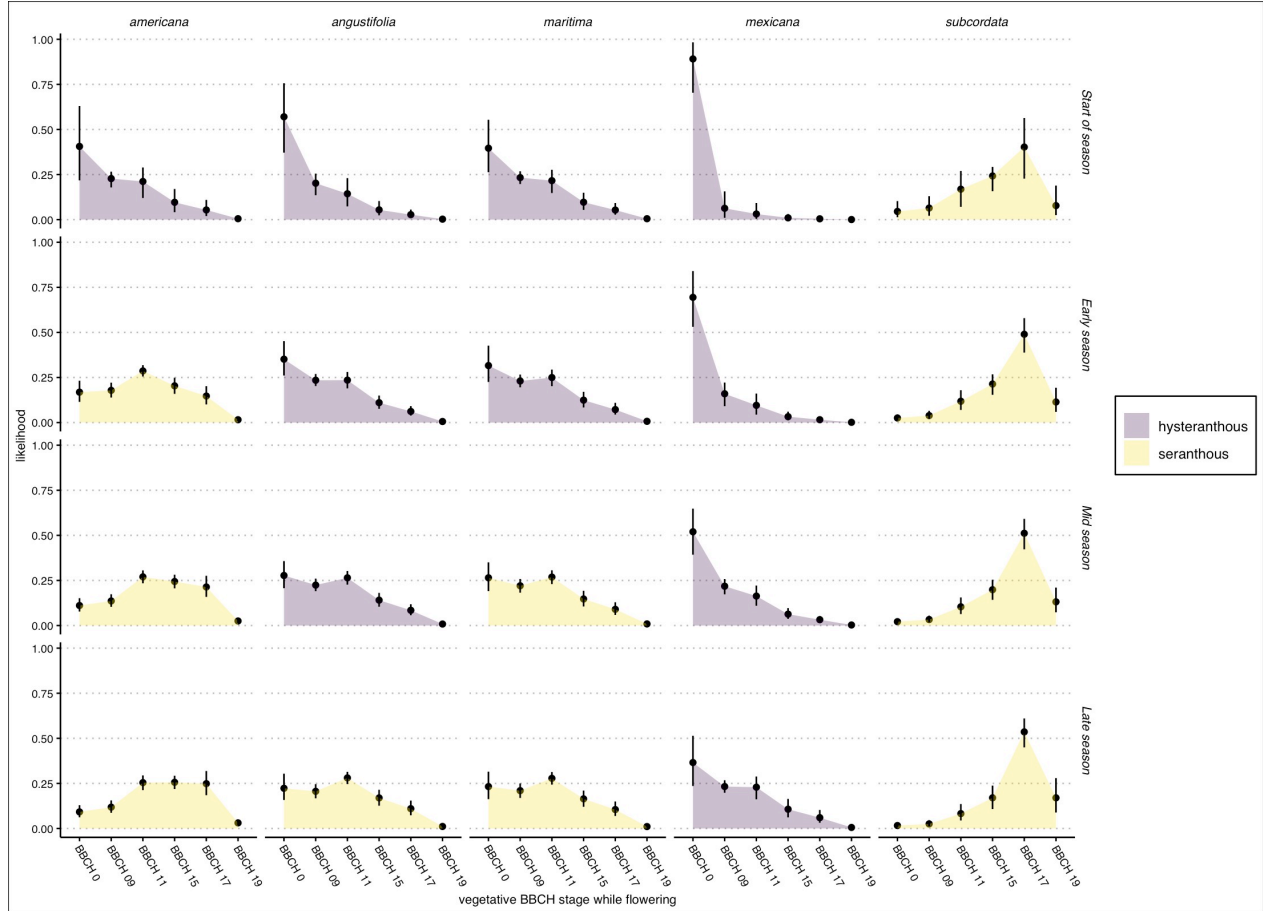 americana angustifolia maritima mexicana subcordata
1.00
0.75
0.50
0.25
0.00
Start of season
1.00
0.75
0.50
0.25
0.00
Early season
likelihood
hysteranthous
seranthous
1.00
0.75
0.50
0.25
0.00
Mid season
1.00
0.75
0.50
0.25
0.00
Late season
BBCH 0 BBCH 09 BBCH 11 BBCH 15 BBCH 17 BBCH 19 BBCH 0 BBCH 09 BBCH 11 BBCH 15 BBCH 17 BBCH 19 BBCH 0 BBCH 09 BBCH 11 BBCH 15 BBCH 17 BBCH 19 BBCH 0 BBCH 09 BBCH 11 BBCH 15 BBCH 17 BBCH 19 BBCH 0 BBCH 09 BBCH 11 BBCH 15 BBCH 17 BBCH 19
vegetative BBCH stage while flowering